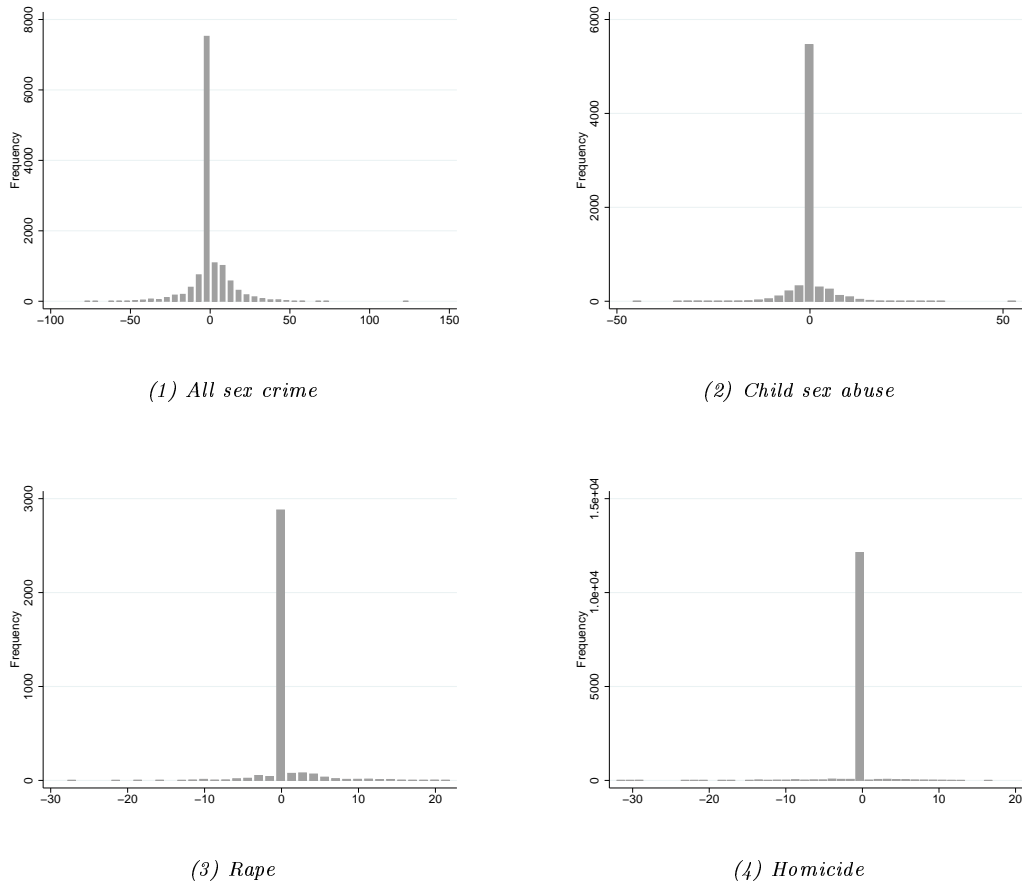 8000
6000
4000
2000
0
Frequency
−100 −50 0 50 100 150
(1) All sex crime
6000
4000
2000
0
Frequency
−50 0 50
(2) Child sex abuse
3000
2000
1000
0
Frequency
−30 −20 −10 0 10 20
(3) Rape
1.5e+04
1.0e+04
5000
0
Frequency
−30 −20 −10 0 10 20
(4) Homicide